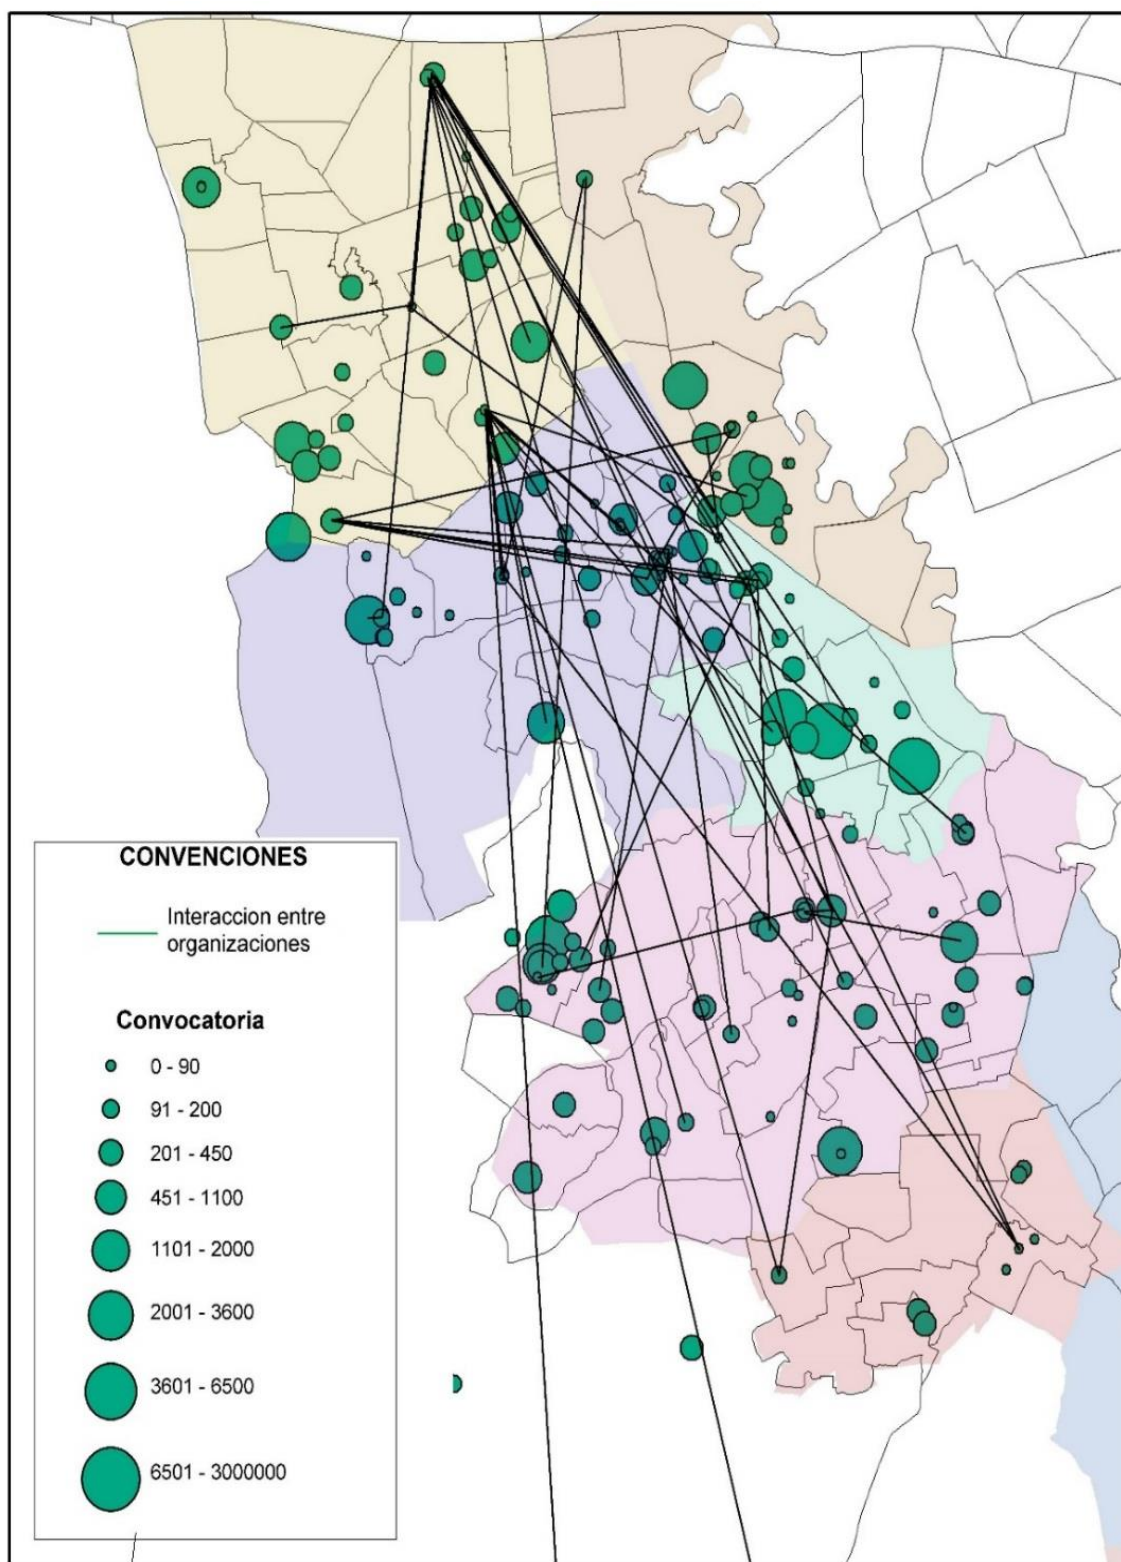 CONVENCIONES
Interaccion entre
organizaciones
Convocatoria
0 - 90
91 - 200
201 - 450
451 - 1100
1101 - 2000
2001 - 3600
3601 - 6500
6501 - 3000000